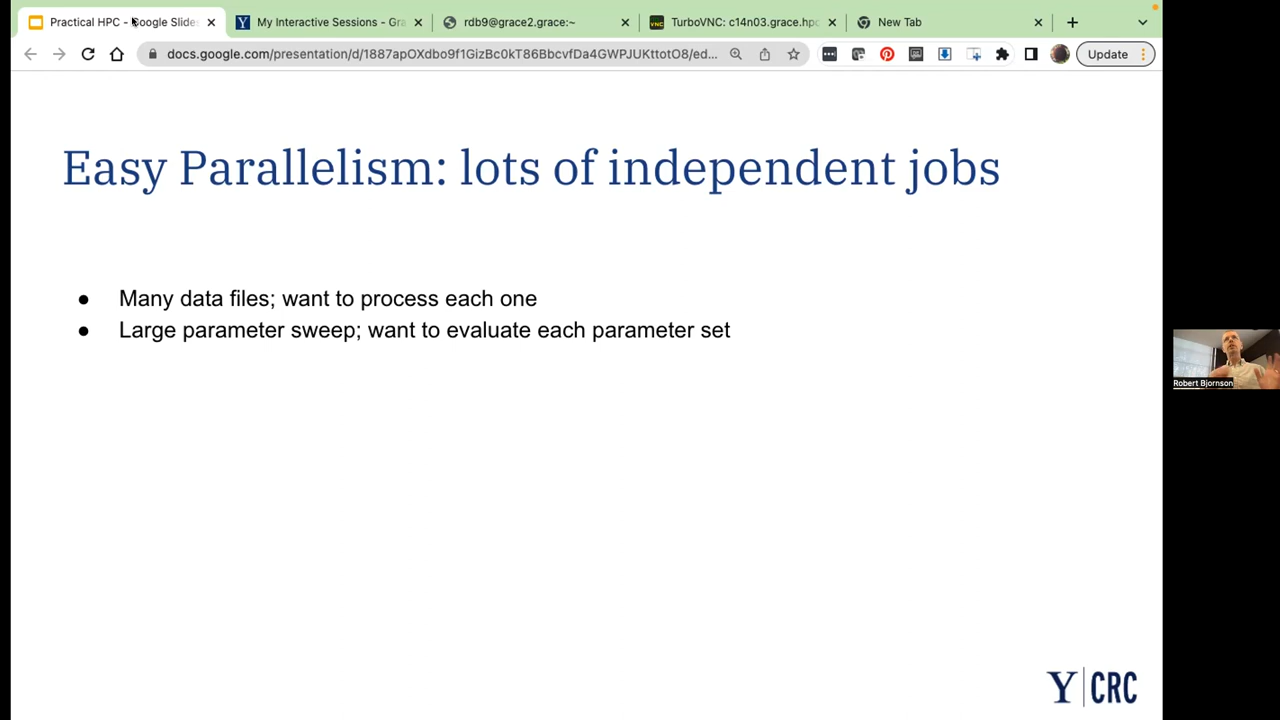 Practical HPC - Google Slides
My Interactive Sessions - Gra
rdb9@grace2.grace:~
TurboVNC: c14n03.grace.hpc
New Tab
docs.google.com/presentation/d/1887apOXdbo9f1GizBc0kT86BbcvfDa4GWPJUKttotO8/ed...
Update
Easy Parallelism: lots of independent jobs
● Many data files; want to process each one
● Large parameter sweep; want to evaluate each parameter set
Robert Bjornson
Y CRC